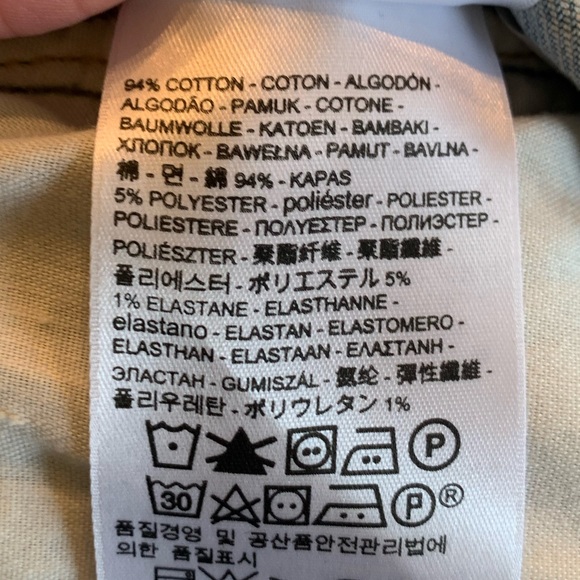 94% COTTON - COTON - ALGODÓN -
ALGODÃO - PAMUK - COTONE -
BAUMWOLLE - KATOEN - BAMBAKI -
ХЛОПОК - BAWEŁNA - PAMUT - BAVLNA -
棉 - 면 - 綿 94% - KAPAS
5% POLYESTER - poliéster - POLIESTER -
POLIESTERE - ΠΟΛΥΕΣΤΕΡ - ПОЛИЭСТЕР -
POLIÉSZTER - 聚酯纤维 - 聚酯纖維 -
폴리에스터 - ポリエステル 5%
1% ELASTANE - ELASTHANNE -
elastano - ELASTAN - ELASTOMERO -
ELASTHAN - ELASTAAN - ΕΛΑΣΤΑΝΗ -
ЭЛАСТАН - GUMISZÁL - 氨纶 - 彈性纖維 -
폴리우레탄 - ポリウレタン 1%
P
30 P ®
품질경영 및 공산품안전관리법에
의한 품질표시